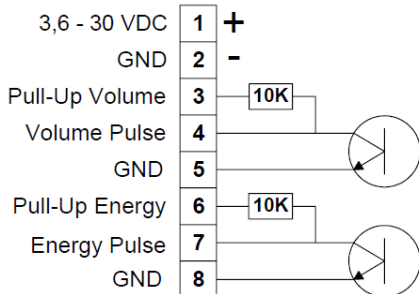 3,6 - 30 VDC 1 +
GND 2 -
Pull-Up Volume 3 10K
Volume Pulse 4
GND 5
Pull-Up Energy 6 10K
Energy Pulse 7
GND 8